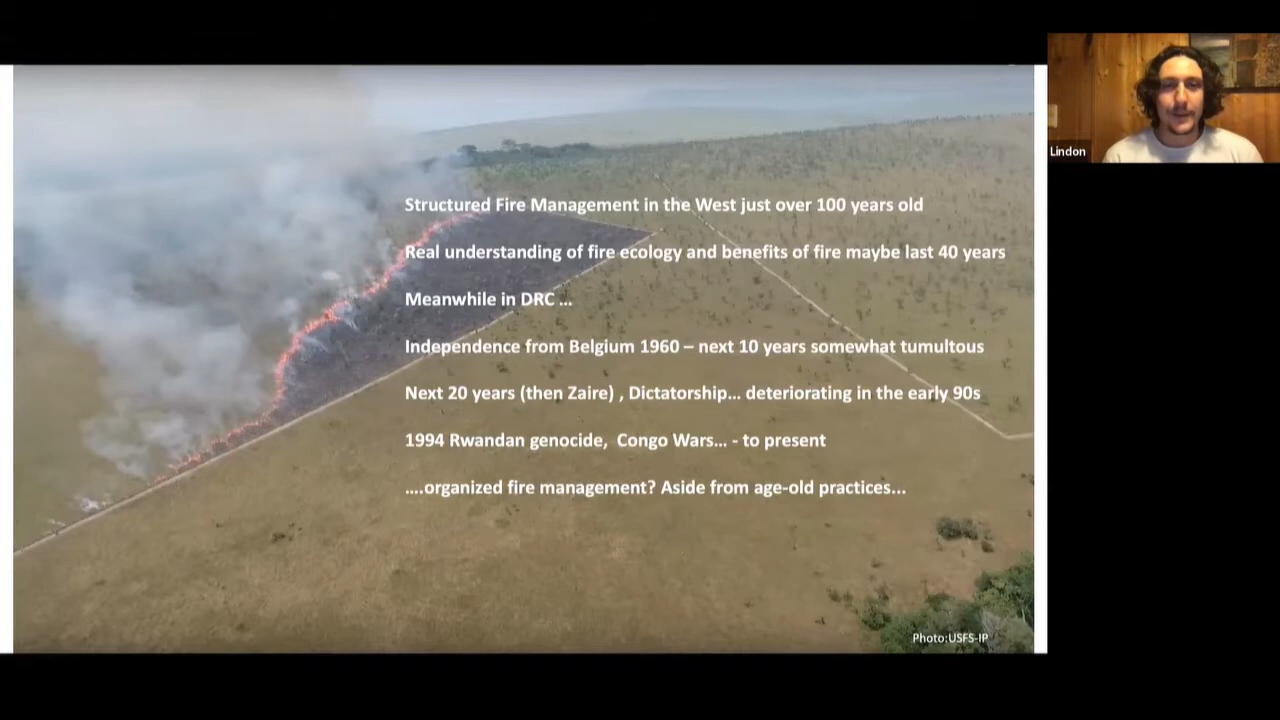 Structured Fire Management in the West just over 100 years old
Real understanding of fire ecology and benefits of fire maybe last 40 years
Meanwhile in DRC ...
Independence from Belgium 1960 – next 10 years somewhat tumultous
Next 20 years (then Zaire) , Dictatorship... deteriorating in the early 90s
1994 Rwandan genocide, Congo Wars... - to present
....organized fire management? Aside from age-old practices...
Photo:USFS-IP
Lindon